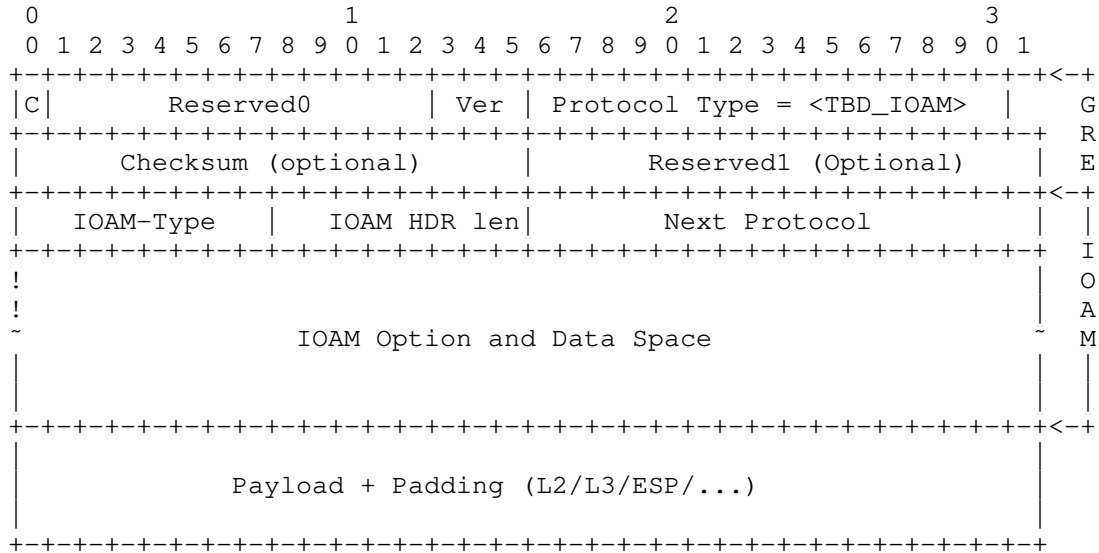 0                   1                   2                   3
 0 1 2 3 4 5 6 7 8 9 0 1 2 3 4 5 6 7 8 9 0 1 2 3 4 5 6 7 8 9 0 1
+-+-+-+-+-+-+-+-+-+-+-+-+-+-+-+-+-+-+-+-+-+-+-+-+-+-+-+-+-+-+-+-+<-+
|C|       Reserved0       | Ver | Protocol Type = <TBD_IOAM>  |    G
+-+-+-+-+-+-+-+-+-+-+-+-+-+-+-+-+-+-+-+-+-+-+-+-+-+-+-+-+-+-+-+-+  R
|      Checksum (optional)      |       Reserved1 (Optional)    |  E
+-+-+-+-+-+-+-+-+-+-+-+-+-+-+-+-+-+-+-+-+-+-+-+-+-+-+-+-+-+-+-+-+<-+
|   IOAM-Type   |   IOAM HDR len|        Next Protocol          |  |
+-+-+-+-+-+-+-+-+-+-+-+-+-+-+-+-+-+-+-+-+-+-+-+-+-+-+-+-+-+-+-+-+  I
!                                                               |  O
!                                                               |  A
~                 IOAM Option and Data Space                    ~  M
|                                                               |  |
|                                                               |  |
+-+-+-+-+-+-+-+-+-+-+-+-+-+-+-+-+-+-+-+-+-+-+-+-+-+-+-+-+-+-+-+-+<-+
|                                                               |
|             Payload + Padding (L2/L3/ESP/...)                 |
|                                                               |
+-+-+-+-+-+-+-+-+-+-+-+-+-+-+-+-+-+-+-+-+-+-+-+-+-+-+-+-+-+-+-+-+